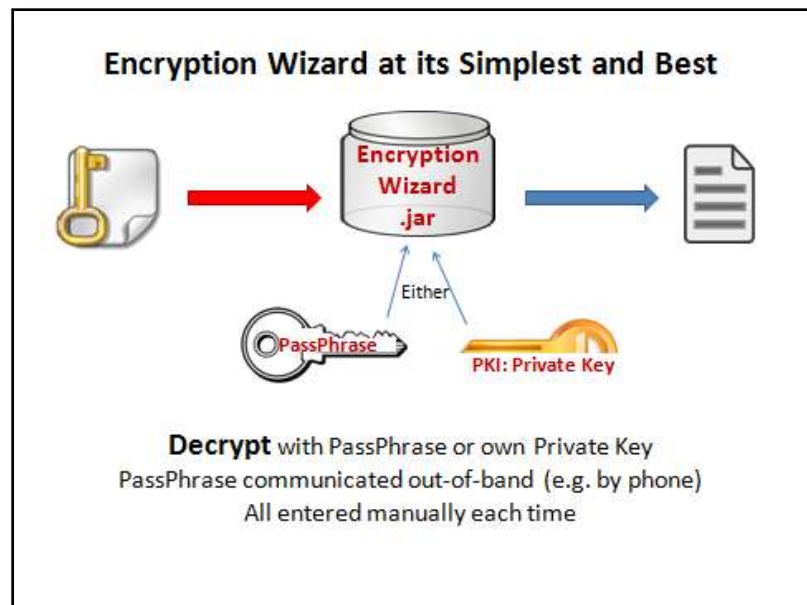 Encryption Wizard at its Simplest and Best
Encryption
Wizard
.jar
Either
PassPhrase
PKI: Private Key
Decrypt with PassPhrase or own Private Key
PassPhrase communicated out-of-band (e.g. by phone)
All entered manually each time